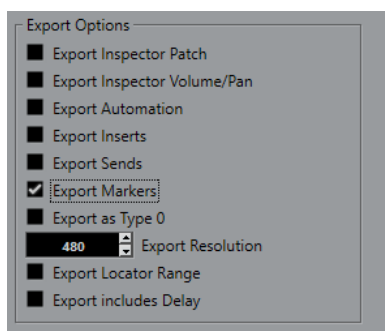 Export Options
Export Inspector Patch
Export Inspector Volume/Pan
Export Automation
Export Inserts
Export Sends
Export Markers
Export as Type 0
480 Export Resolution
Export Locator Range
Export includes Delay